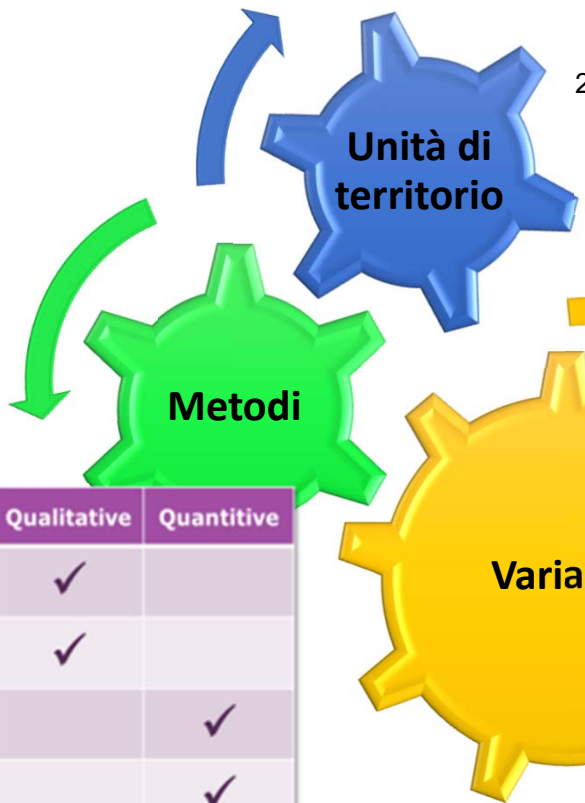 2
Unità di
territorio
Metodi
Qualitative Quantitive
✓
✓
✓
✓
Varia